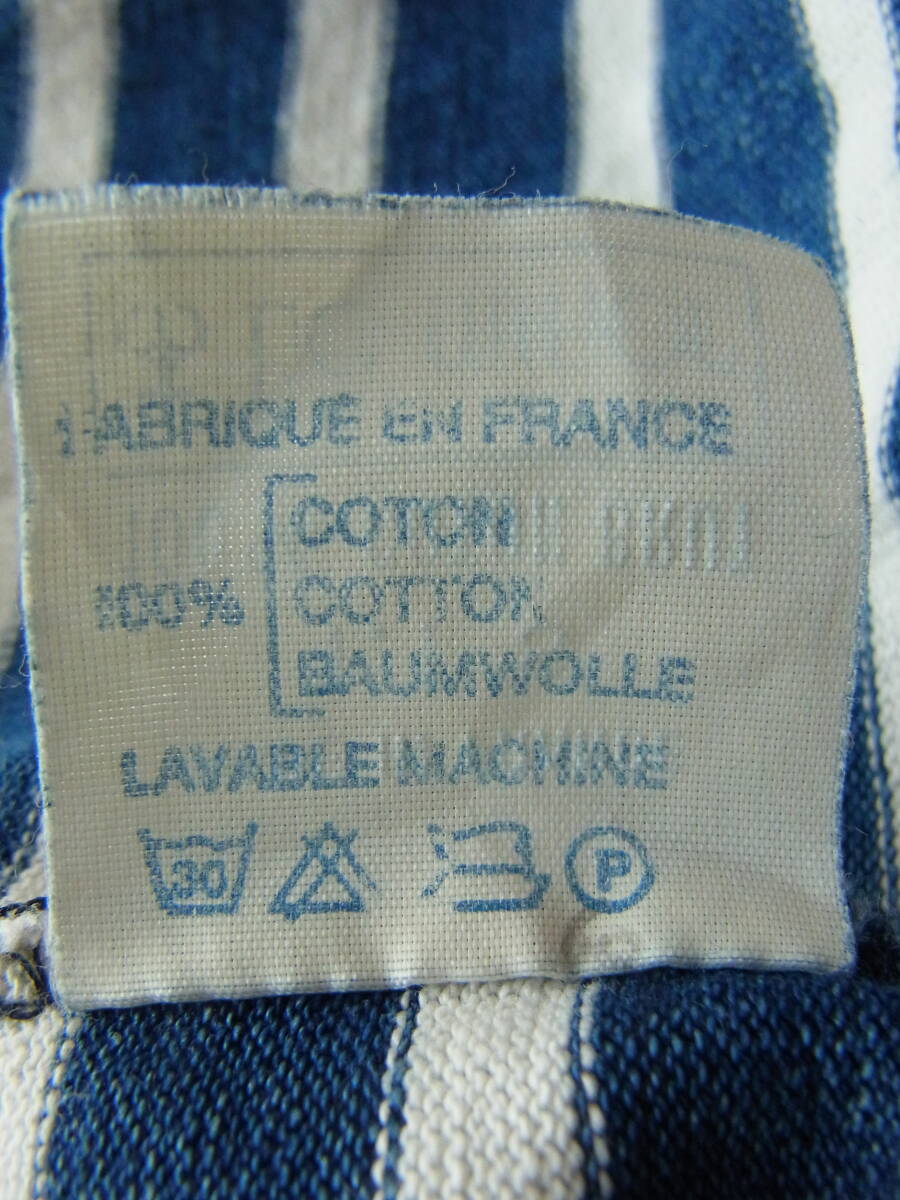 FABRIQUE EN FRANCE
COTON
100% COTTON
BAUMWOLLE
LAVABLE MACHINE
30 P